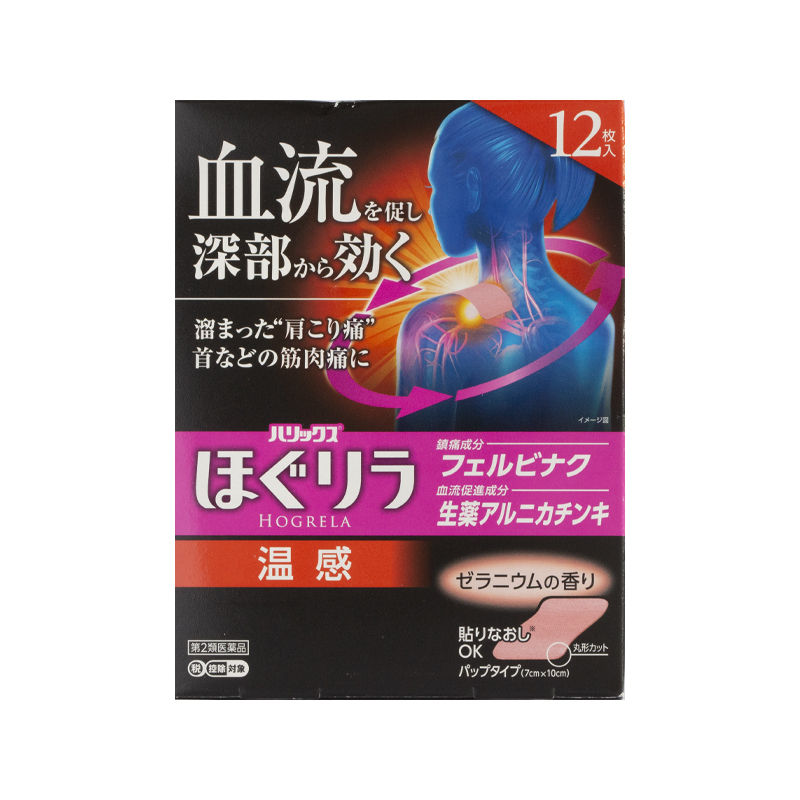 12枚入
血流を促し
深部から効く
溜まった“肩こり痛”
首などの筋肉痛に
イメージ図
ハリックス
ほぐリラ
HOGRELA
鎮痛成分
フェルビナク
血流促進成分
生薬アルニカチンキ
温感
ゼラニウムの香り
貼りなおし※
OK
丸形カット
パップタイプ(7cm×10cm)
第2類医薬品
税 控除 対象